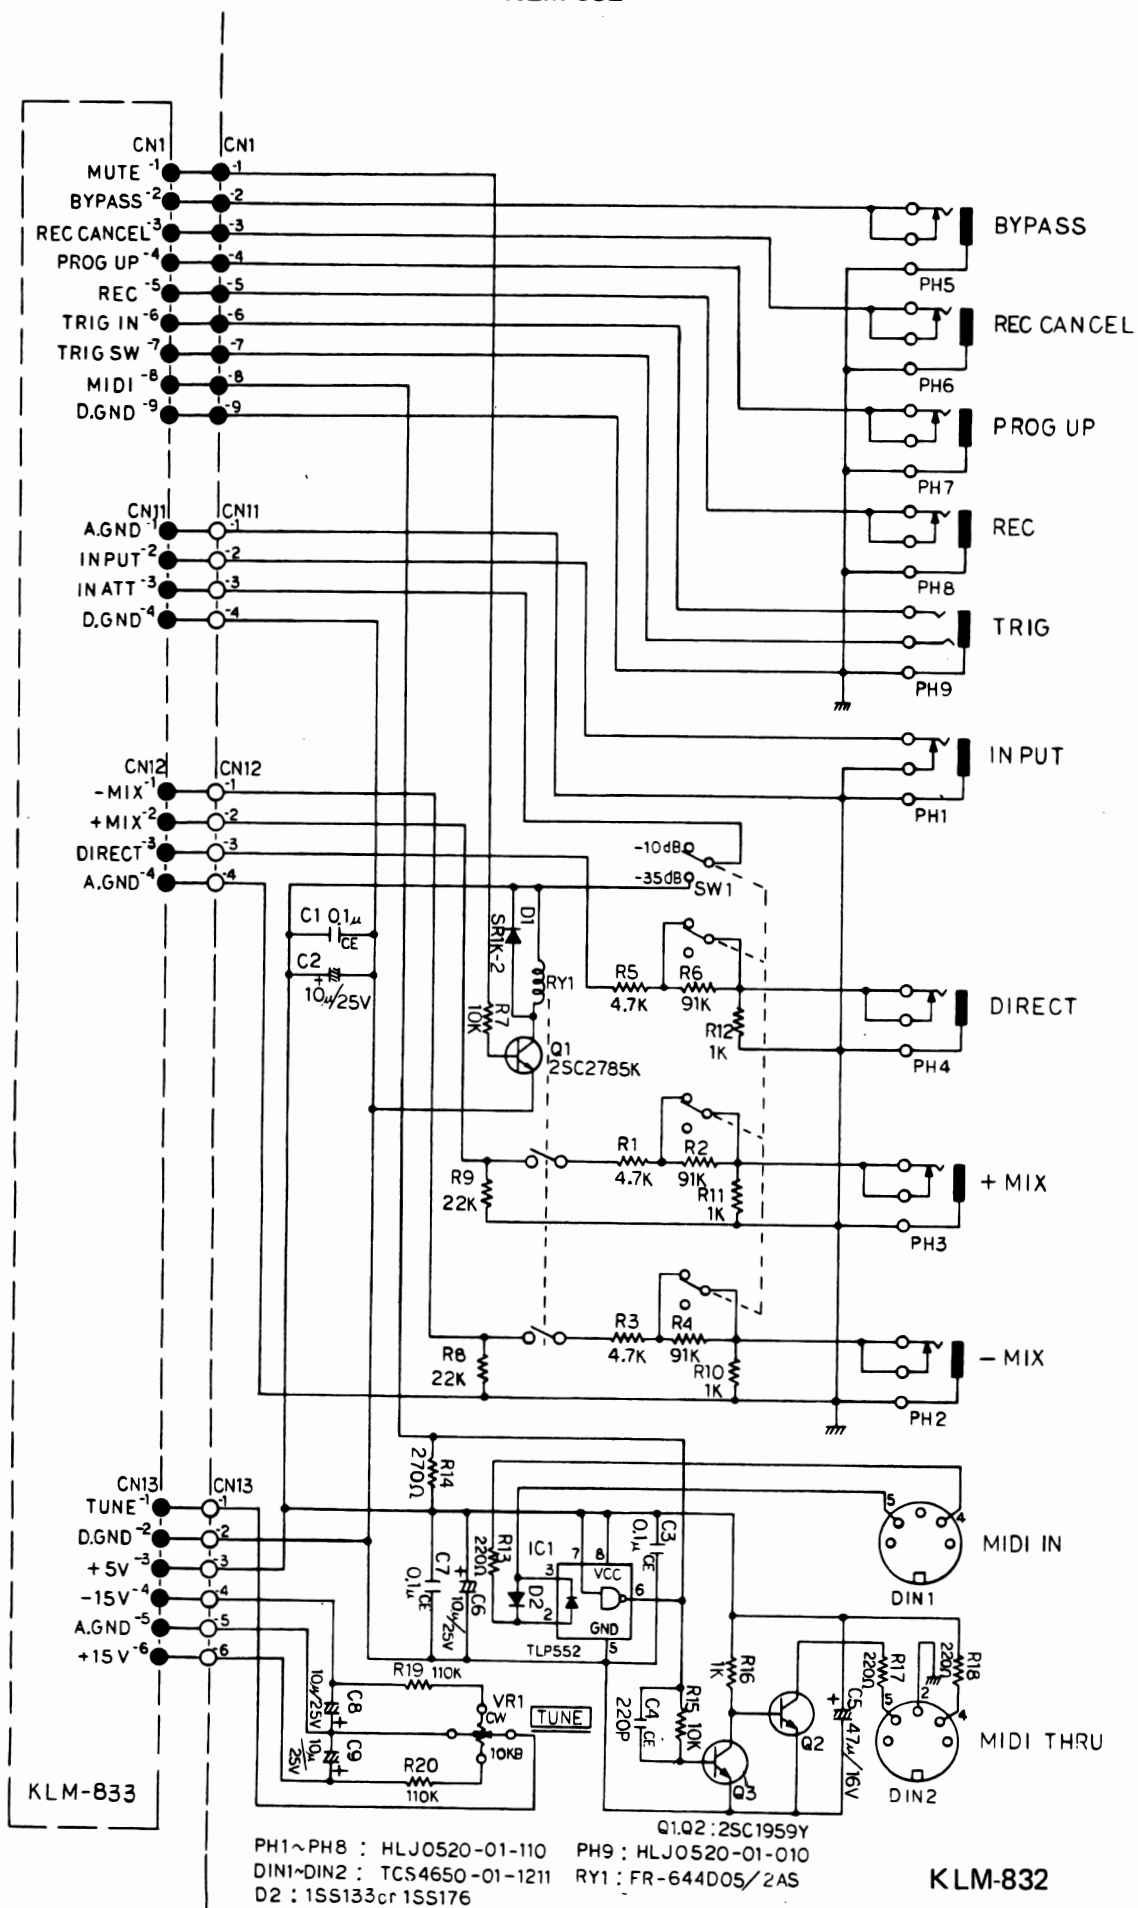 CN1 CN1
MUTE -1 -1
BYPASS -2 -2
REC CANCEL -3 -3
PROG UP -4 -4
REC -5 -5
TRIG IN -6 -6
TRIG SW -7 -7
MIDI -8 -8
D.GND -9 -9
BYPASS
PH5
REC CANCEL
PH6
PROG UP
PH7
REC
PH8
TRIG
PH9
CN11 CN11
A.GND -1 -1
INPUT -2 -2
IN ATT -3 -3
D.GND -4 -4
INPUT
PH1
CN12 CN12
-MIX -1 -1
+MIX -2 -2
DIRECT -3 -3
A.GND -4 -4
-10dB
-35dB SW1
C1 0.1μ
CE
C2
+
10μ/25V
D1
SR1K-2
RY1
R7
10K
Q1
2SC2785K
R5
4.7K
R6
91K
R12
1K
DIRECT
PH4
R9
22K
R1
4.7K
R2
91K
R11
1K
+MIX
PH3
R8
22K
R3
4.7K
R4
91K
R10
1K
-MIX
PH2
CN13 CN13
TUNE -1 -1
D.GND -2 -2
+5V -3 -3
-15V -4 -4
A.GND -5 -5
+15V -6 -6
R14
270Ω
C7
0.1μ
CE
+
C6
10μ/25V
R13
220Ω
IC1
7 8
VCC
3
D2
2
6
GND
5
TLP552
C3
0.1μ
CE
5 4
MIDI IN
DIN1
R19 110K
C8
10μ/25V
+
C9
10μ/25V
+
R20
110K
VR1
CW
10KB
TUNE
C4
220P
CE
R15
10K
R16
1K
Q3
Q2
+
C5
47μ/16V
R17
220Ω
R18
220Ω
5 2 4
MIDI THRU
DIN2
KLM-833
Q1.Q2 : 2SC1959Y
PH1~PH8 : HLJ0520-01-110 PH9 : HLJ0520-01-010
DIN1~DIN2 : TCS4650-01-1211 RY1 : FR-644D05/2AS
D2 : 1SS133or 1SS176
KLM-832